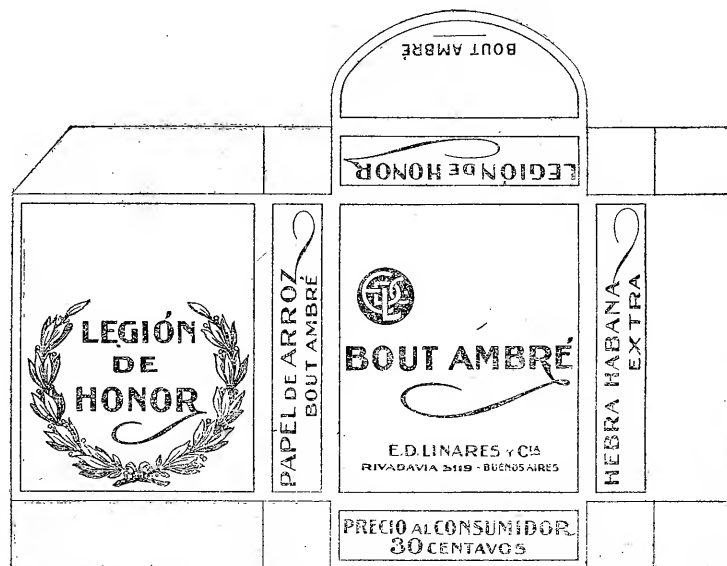 BOUT AMBRÉ
LEGIÓN DE HONOR
LEGIÓN
DE
HONOR
PAPEL DE ARROZ
BOUT AMBRÉ
BOUT AMBRÉ
E.D. LINARES Y CIA
RIVADAVIA - BUENOS AIRES
HEBRA HABANA
EXTRA
PRECIO AL CONSUMIDOR
30 CENTAVOS